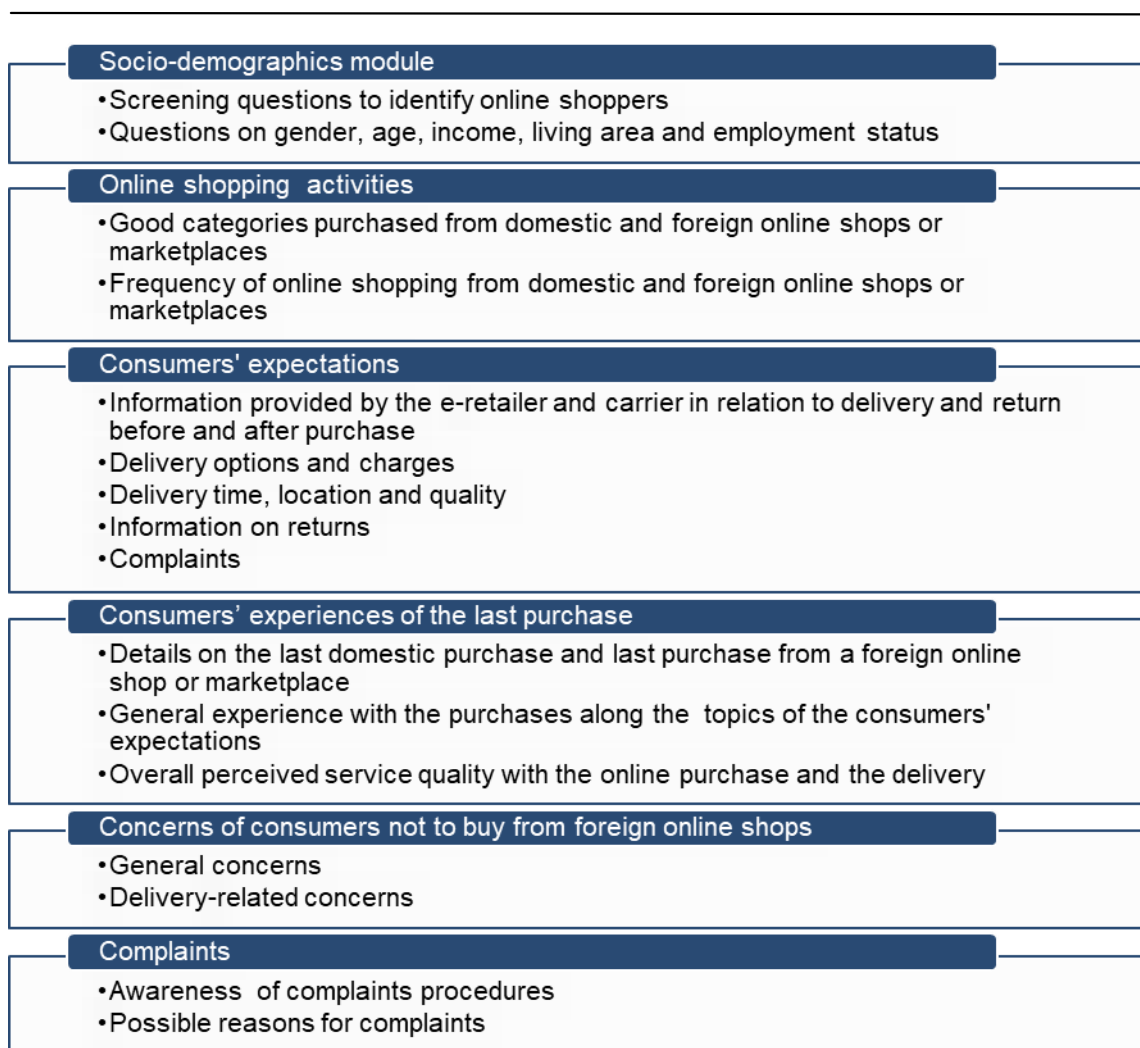 Socio-demographics module
•Screening questions to identify online shoppers
•Questions on gender, age, income, living area and employment status
Online shopping activities
•Good categories purchased from domestic and foreign online shops or
marketplaces
•Frequency of online shopping from domestic and foreign online shops or
marketplaces
Consumers' expectations
•Information provided by the e-retailer and carrier in relation to delivery and return
before and after purchase
•Delivery options and charges
•Delivery time, location and quality
•Information on returns
•Complaints
Consumers’ experiences of the last purchase
•Details on the last domestic purchase and last purchase from a foreign online
shop or marketplace
•General experience with the purchases along the topics of the consumers'
expectations
•Overall perceived service quality with the online purchase and the delivery
Concerns of consumers not to buy from foreign online shops
•General concerns
•Delivery-related concerns
Complaints
•Awareness of complaints procedures
•Possible reasons for complaints